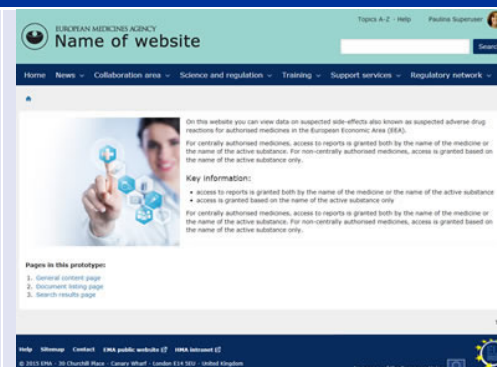 Topics A-Z - Help Paulina Superuser
EUROPEAN MEDICINES AGENCY
Name of website
Search
Home News Collaboration area Science and regulation Training Support services Regulatory network
On this website you can view data on suspected side-effects also known as suspected adverse drug
reactions for authorised medicines in the European Economic Area (EEA).
For centrally authorised medicines, access to reports is granted both by the name of the medicine or
the name of the active substance. For non-centrally authorised medicines, access is granted based on
the name of the active substance only.
Key information:
• access to reports is granted both by the name of the medicine or the name of the active substance
• access is granted based on the name of the active substance only
For centrally authorised medicines, access to reports is granted both by the name of the medicine or
the name of the active substance. For non-centrally authorised medicines, access is granted based on
the name of the active substance only.
Pages in this prototype:
1. General content page
2. Document listing page
3. Search results page
Help Sitemap Contact EMA public website HMA intranet
© 2015 EMA - 30 Churchill Place - Canary Wharf - London E14 5EU - United Kingdom